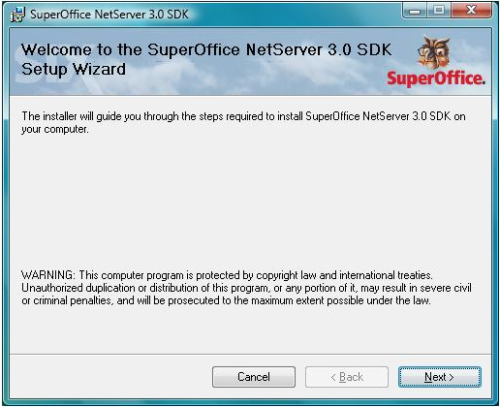 SuperOffice NetServer 3.0 SDK
Welcome to the SuperOffice NetServer 3.0 SDK
Setup Wizard
SuperOffice.
The installer will guide you through the steps required to install SuperOffice NetServer 3.0 SDK on
your computer.
WARNING: This computer program is protected by copyright law and international treaties.
Unauthorized duplication or distribution of this program, or any portion of it, may result in severe civil
or criminal penalties, and will be prosecuted to the maximum extent possible under the law.
Cancel
< Back
Next >